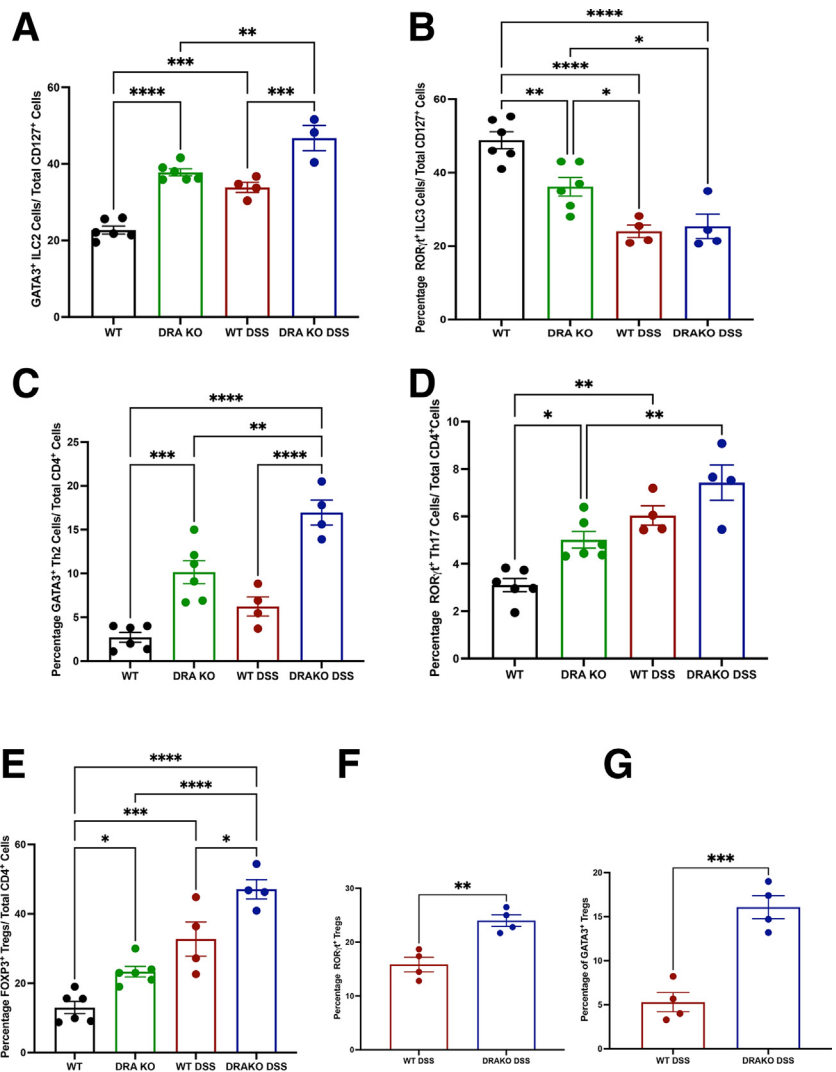 A
**
***
****
***
GATA3+ ILC2 Cells/ Total CD127+ Cells
60
40
20
0
WT
DRA KO
WT DSS
DRA KO DSS
B
****
*
****
**
*
Percentage RORγt+ ILC3 Cells/ Total CD127+ Cells
60
40
20
0
WT
DRA KO
WT DSS
DRAKO DSS
C
****
**
***
****
Percentage GATA3+ Th2 Cells/ Total CD4+ Cells
25
20
15
10
5
0
WT
DRA KO
WT DSS
DRAKO DSS
D
**
*
**
Percentage RORγt+ Th17 Cells/ Total CD4+Cells
10
8
6
4
2
0
WT
DRA KO
WT DSS
DRAKO DSS
E
****
****
***
*
*
Percentage FOXP3+ Tregs/ Total CD4+ Cells
60
40
20
0
WT
DRA KO
WT DSS
DRAKO DSS
F
**
Percentage RORγt+ Tregs
30
20
10
0
WT DSS
DRAKO DSS
G
***
Percentage of GATA3+ Tregs
20
15
10
5
0
WT DSS
DRAKO DSS